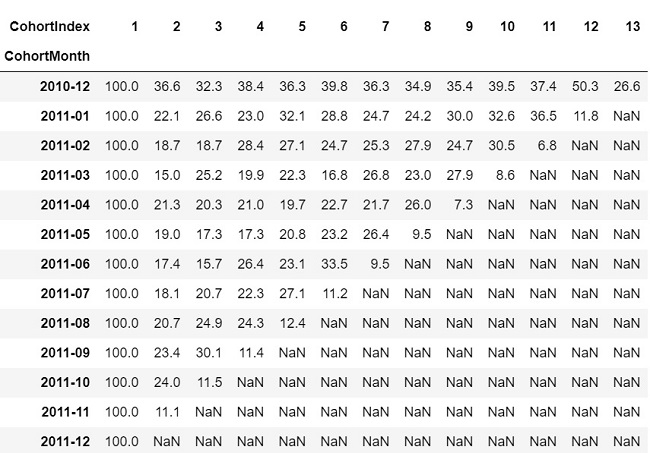 CohortIndex 1 2 3 4 5 6 7 8 9 10 11 12 13
CohortMonth
2010-12 100.0 36.6 32.3 38.4 36.3 39.8 36.3 34.9 35.4 39.5 37.4 50.3 26.6
2011-01 100.0 22.1 26.6 23.0 32.1 28.8 24.7 24.2 30.0 32.6 36.5 11.8 NaN
2011-02 100.0 18.7 18.7 28.4 27.1 24.7 25.3 27.9 24.7 30.5 6.8 NaN NaN
2011-03 100.0 15.0 25.2 19.9 22.3 16.8 26.8 23.0 27.9 8.6 NaN NaN NaN
2011-04 100.0 21.3 20.3 21.0 19.7 22.7 21.7 26.0 7.3 NaN NaN NaN NaN
2011-05 100.0 19.0 17.3 17.3 20.8 23.2 26.4 9.5 NaN NaN NaN NaN NaN
2011-06 100.0 17.4 15.7 26.4 23.1 33.5 9.5 NaN NaN NaN NaN NaN NaN
2011-07 100.0 18.1 20.7 22.3 27.1 11.2 NaN NaN NaN NaN NaN NaN NaN
2011-08 100.0 20.7 24.9 24.3 12.4 NaN NaN NaN NaN NaN NaN NaN NaN
2011-09 100.0 23.4 30.1 11.4 NaN NaN NaN NaN NaN NaN NaN NaN NaN
2011-10 100.0 24.0 11.5 NaN NaN NaN NaN NaN NaN NaN NaN NaN NaN
2011-11 100.0 11.1 NaN NaN NaN NaN NaN NaN NaN NaN NaN NaN NaN
2011-12 100.0 NaN NaN NaN NaN NaN NaN NaN NaN NaN NaN NaN NaN